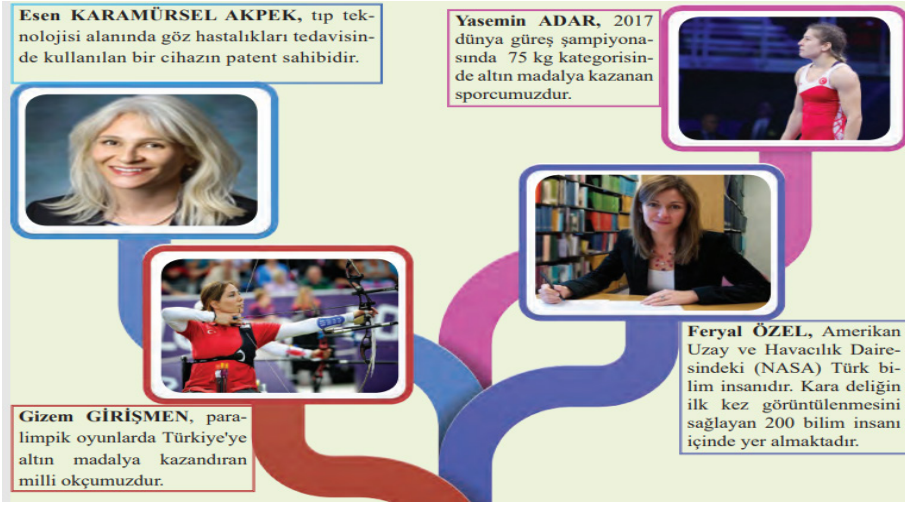 Esen KARAMÜRSEL AKPEK, tıp tek-
nolojisi alanında göz hastalıkları tedavisin-
de kullanılan bir cihazın patent sahibidir.
Yasemin ADAR, 2017
dünya güreş şampiyona-
sında 75 kg kategorisin-
de altın madalya kazanan
sporcumuzdur.
Gizem GİRİŞMEN, para-
limpik oyunlarda Türkiye'ye
altın madalya kazandıran
milli okçumuzdur.
Feryal ÖZEL, Amerikan
Uzay ve Havacılık Daire-
sindeki (NASA) Türk bi-
lim insanıdır. Kara deliğin
ilk kez görüntülenmesini
sağlayan 200 bilim insanı
içinde yer almaktadır.